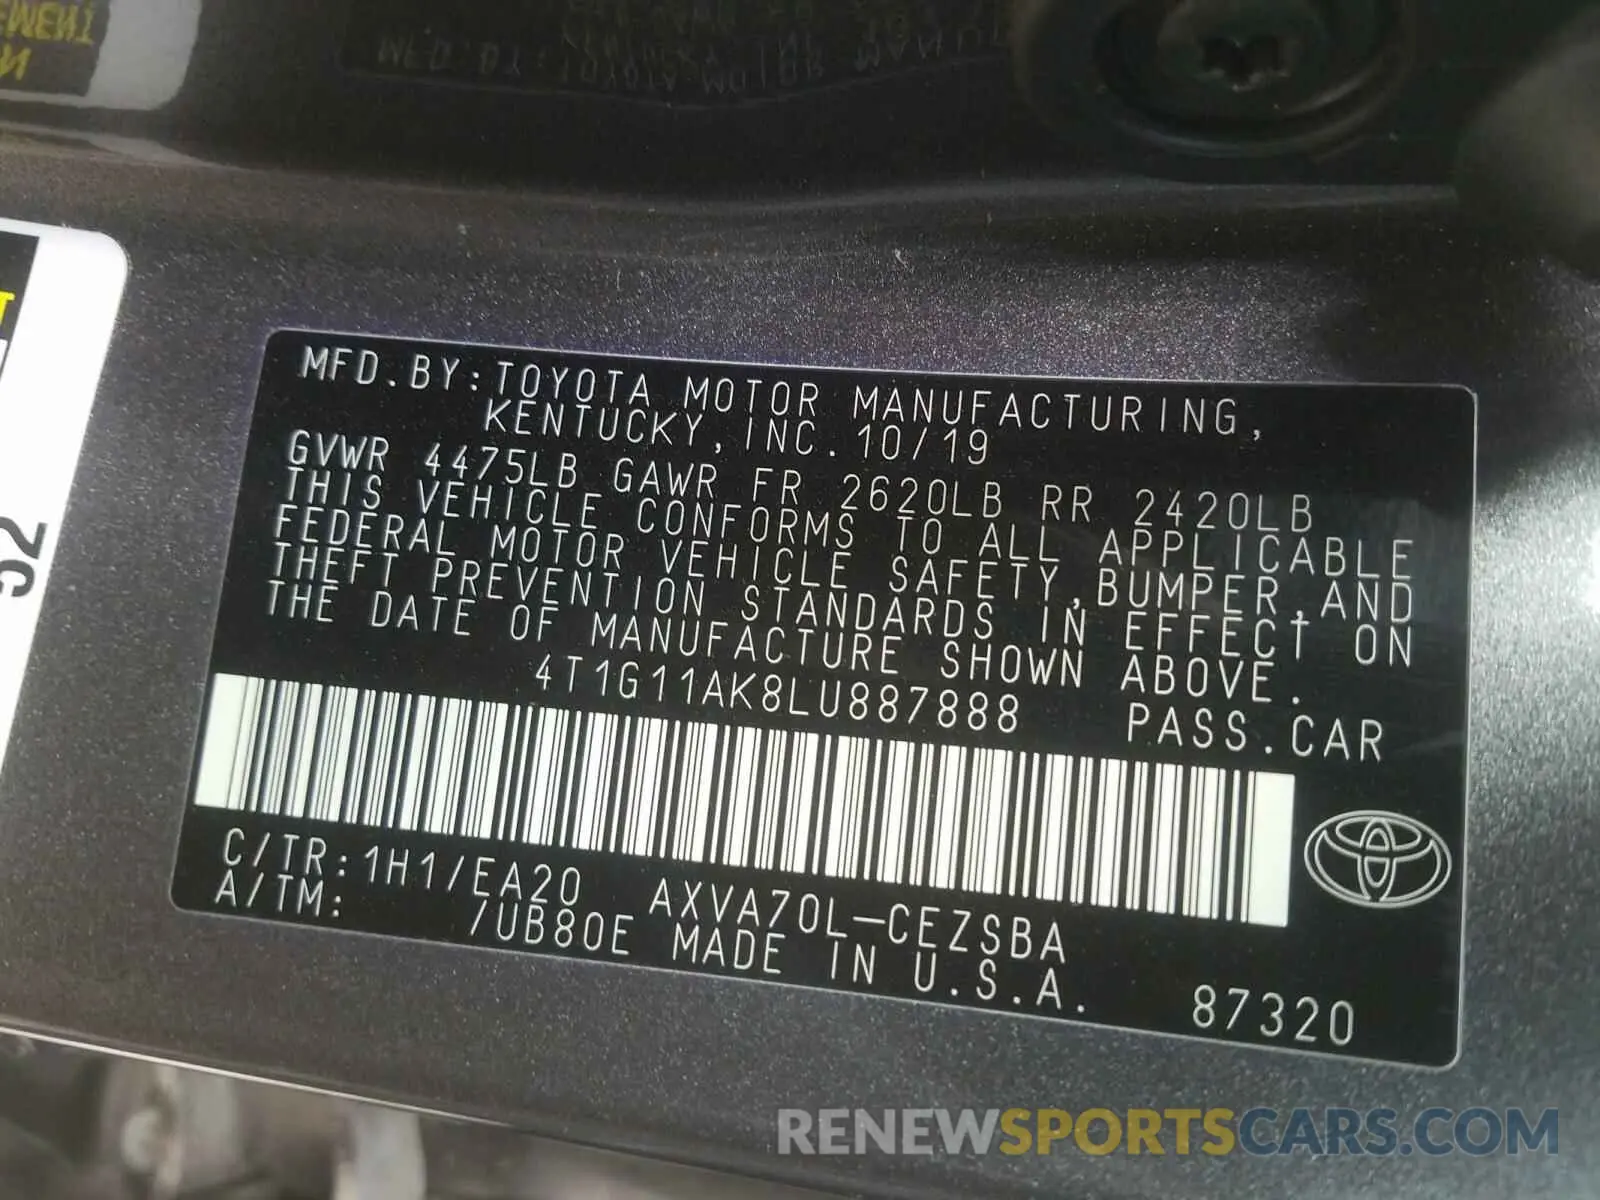 MFD.BY:TOYOTA MOTOR MANUFACTURING,
KENTUCKY,INC. 10/19
GVWR 4475LB GAWR FR 2620LB RR 2420LB
THIS VEHICLE CONFORMS TO ALL APPLICABLE
FEDERAL MOTOR VEHICLE SAFETY,BUMPER,AND
THEFT PREVENTION STANDARDS IN EFFECT ON
THE DATE OF MANUFACTURE SHOWN ABOVE.
4T1G11AK8LU887888 PASS.CAR
C/TR:1H1/EA20 AXVA70L-CEZSBA
A/TM: /UB80E MADE IN U.S.A.
87320
RENEWSPORTSCARS.COM